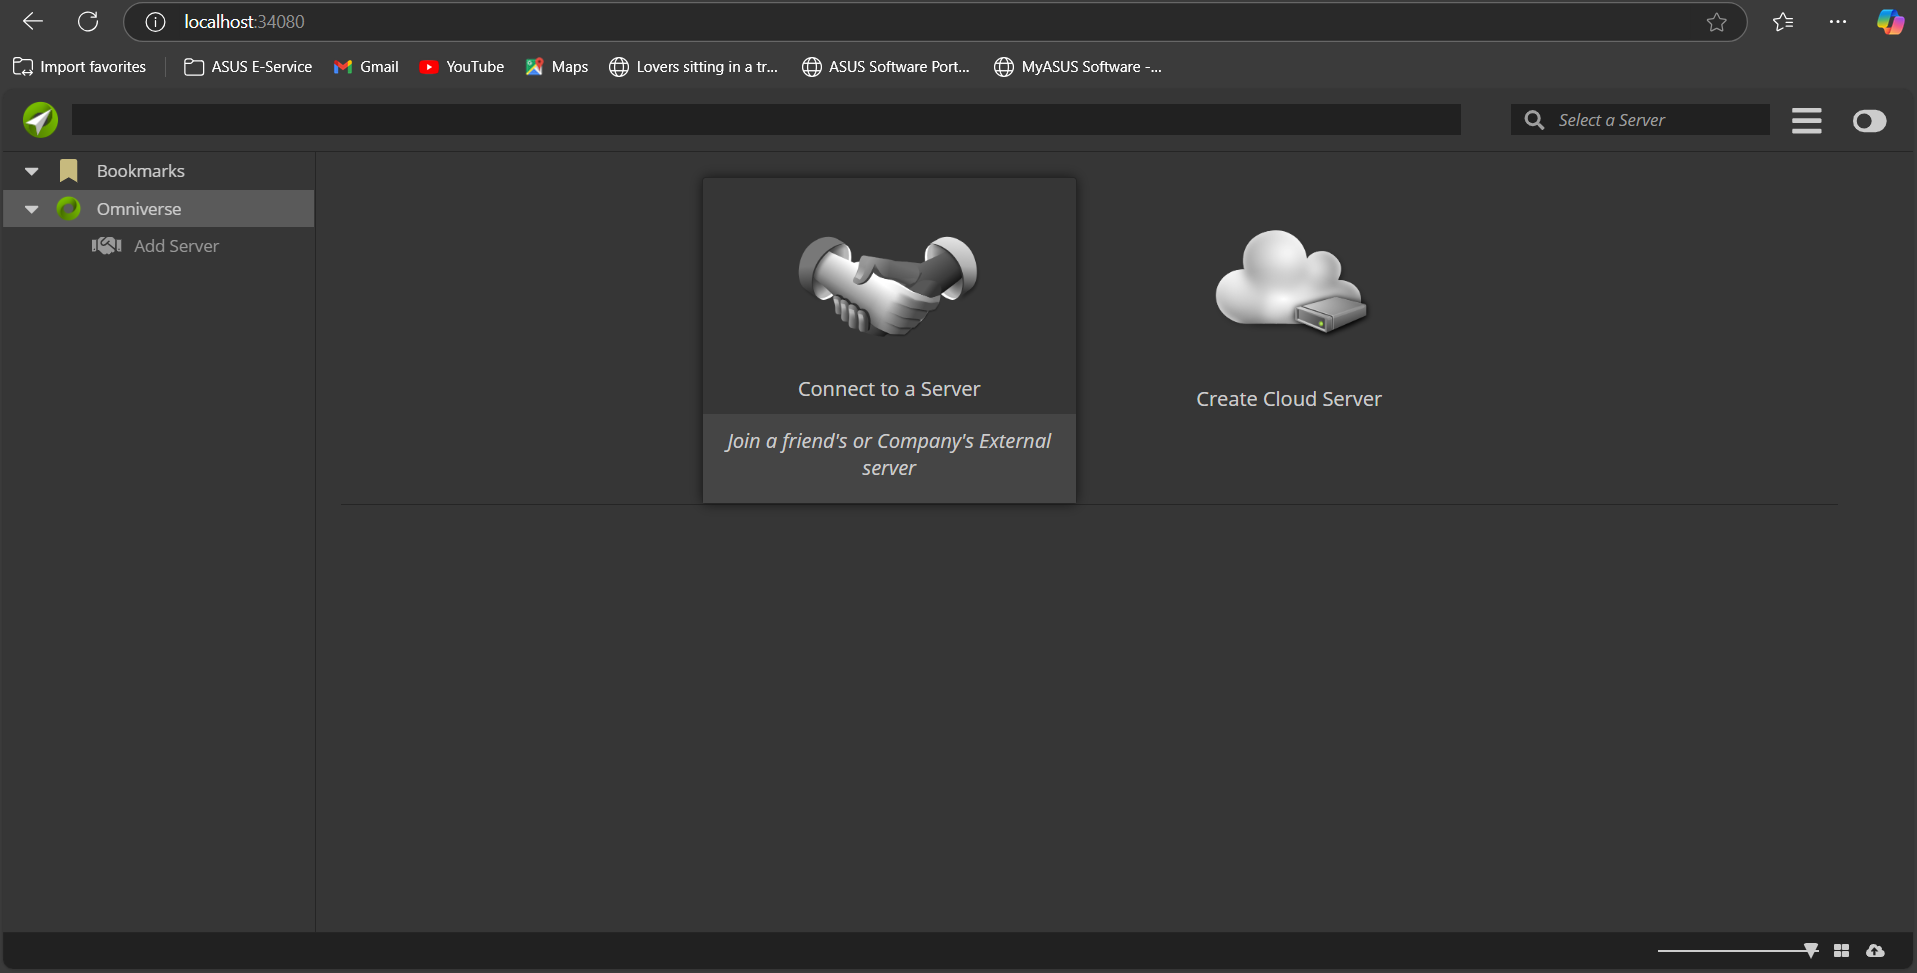 localhost:34080
Import favorites
ASUS E-Service
Gmail
YouTube
Maps
Lovers sitting in a tr...
ASUS Software Port...
MyASUS Software -...
Select a Server
Bookmarks
Omniverse
Add Server
Connect to a Server
Join a friend's or Company's External
server
Create Cloud Server